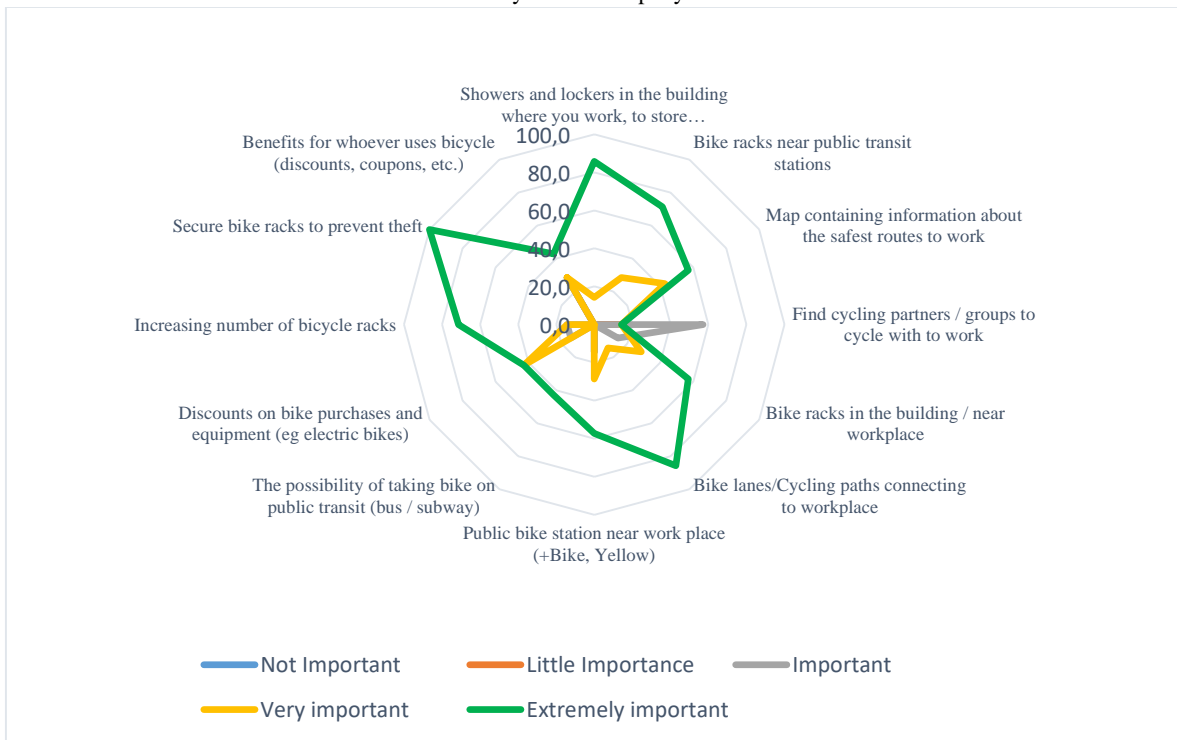 Showers and lockers in the building
where you work, to store…
Bike racks near public transit
stations
Map containing information about
the safest routes to work
Find cycling partners / groups to
cycle with to work
Bike racks in the building / near
workplace
Bike lanes/Cycling paths connecting
to workplace
Public bike station near work place
(+Bike, Yellow)
The possibility of taking bike on
public transit (bus / subway)
Discounts on bike purchases and
equipment (eg electric bikes)
Increasing number of bicycle racks
Secure bike racks to prevent theft
Benefits for whoever uses bicycle
(discounts, coupons, etc.)
100,0
80,0
60,0
40,0
20,0
0,0
Not Important
Little Importance
Important
Very important
Extremely important